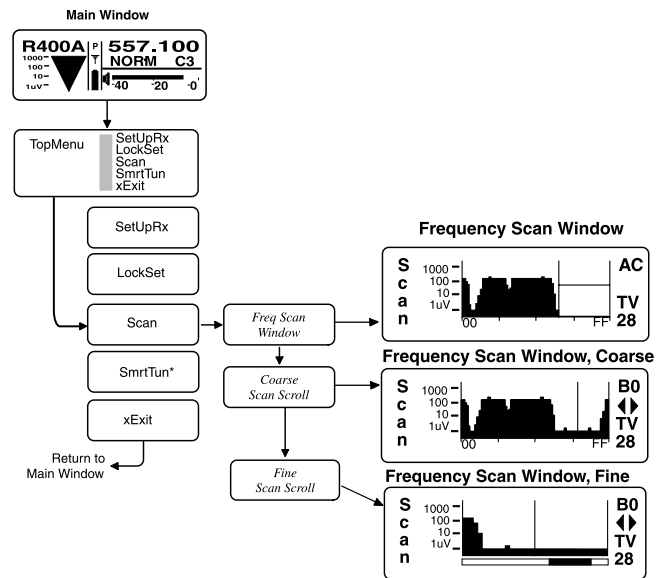 Main Window
R400A P 557.100
NORM C3
1000
100
10
1uV
-40 -20 -0
TopMenu
SetUpRx
LockSet
Scan
SmrtTun
xExit
SetUpRx
LockSet
Scan
SmrtTun*
xExit
Return to
Main Window
Freq Scan
Window
Coarse
Scan Scroll
Fine
Scan Scroll
Frequency Scan Window
Scan
1000
100
10
1uV
00 FF
AC
TV
28
Frequency Scan Window, Coarse
Scan
1000
100
10
1uV
00 FF
B0
TV
28
Frequency Scan Window, Fine
Scan
1000
100
10
1uV
B0
TV
28